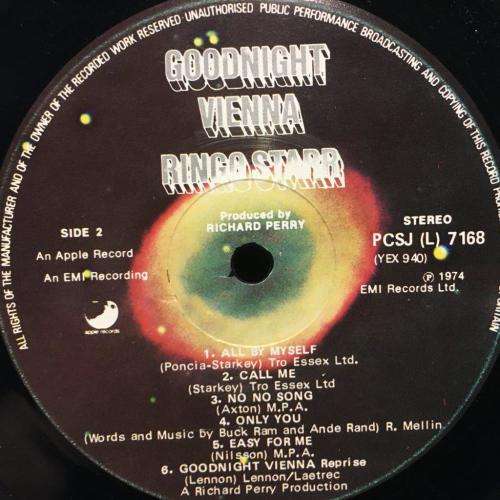 ALL RIGHTS OF THE MANUFACTURER AND OF THE OWNER OF THE RECORDED WORK RESERVED UNAUTHORISED PUBLIC PERFORMANCE BROADCASTING AND COPYING OF THIS
GOODNIGHT
VIENNA
RINGO STARR
Produced by
RICHARD PERRY
SIDE 2
An Apple Record
An EMI Recording
apple records
STEREO
PCSJ (L) 7168
(YEX 940)
℗ 1974
EMI Records Ltd.
1. ALL BY MYSELF
(Poncia-Starkey) Tro Essex Ltd.
2. CALL ME
(Starkey) Tro Essex Ltd
3. NO NO SONG
(Axton) M.P.A.
4. ONLY YOU
(Words and Music by Buck Ram and Ande Rand) R. Mellin
5. EASY FOR ME
(Nilsson) M.P.A.
6. GOODNIGHT VIENNA Reprise
(Lennon) Lennon/Laetrec
A Richard Perry Production